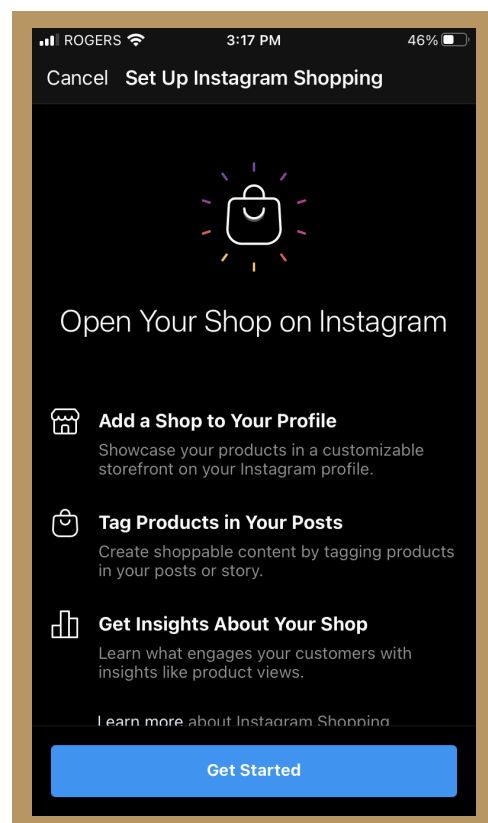 ROGERS 3:17 PM 46%
Cancel Set Up Instagram Shopping
Open Your Shop on Instagram
Add a Shop to Your Profile
Showcase your products in a customizable
storefront on your Instagram profile.
Tag Products in Your Posts
Create shoppable content by tagging products
in your posts or story.
Get Insights About Your Shop
Learn what engages your customers with
insights like product views.
Learn more about Instagram Shopping
Get Started